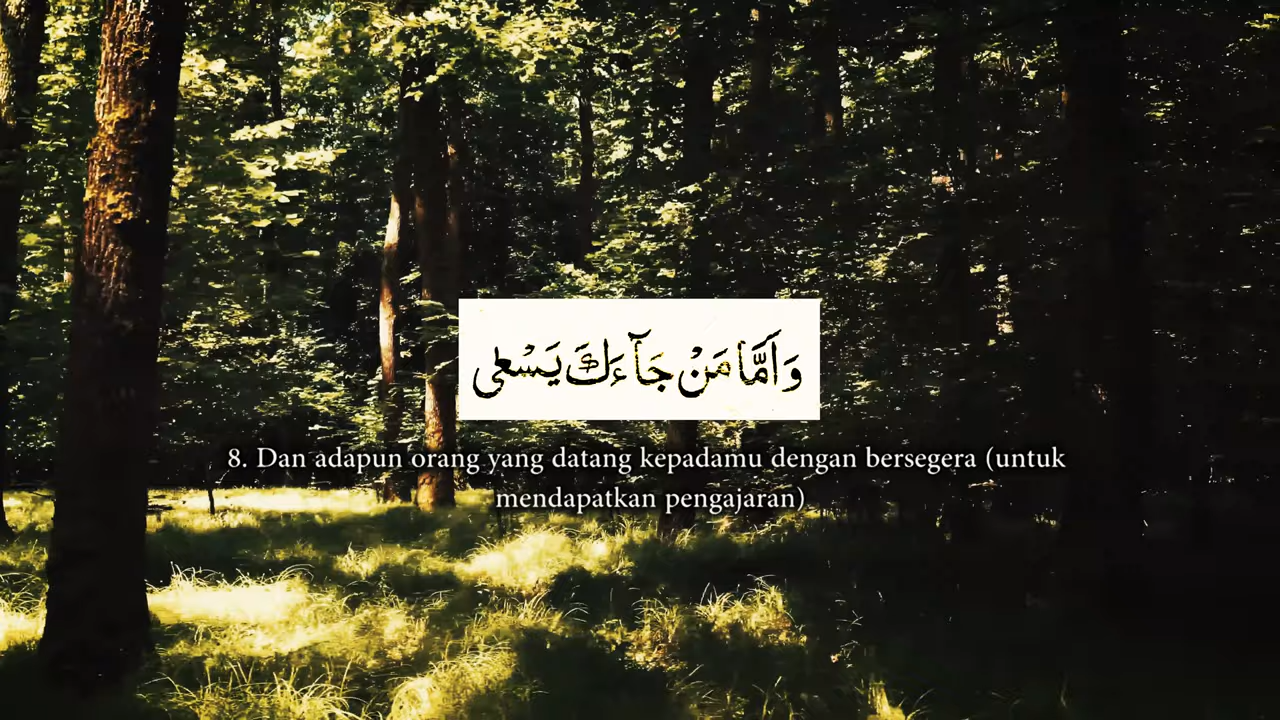 وَأَمَّا مَنْ جَآءَكَ يَسْعٰى
8. Dan adapun orang yang datang kepadamu dengan bersegera (untuk
mendapatkan pengajaran)